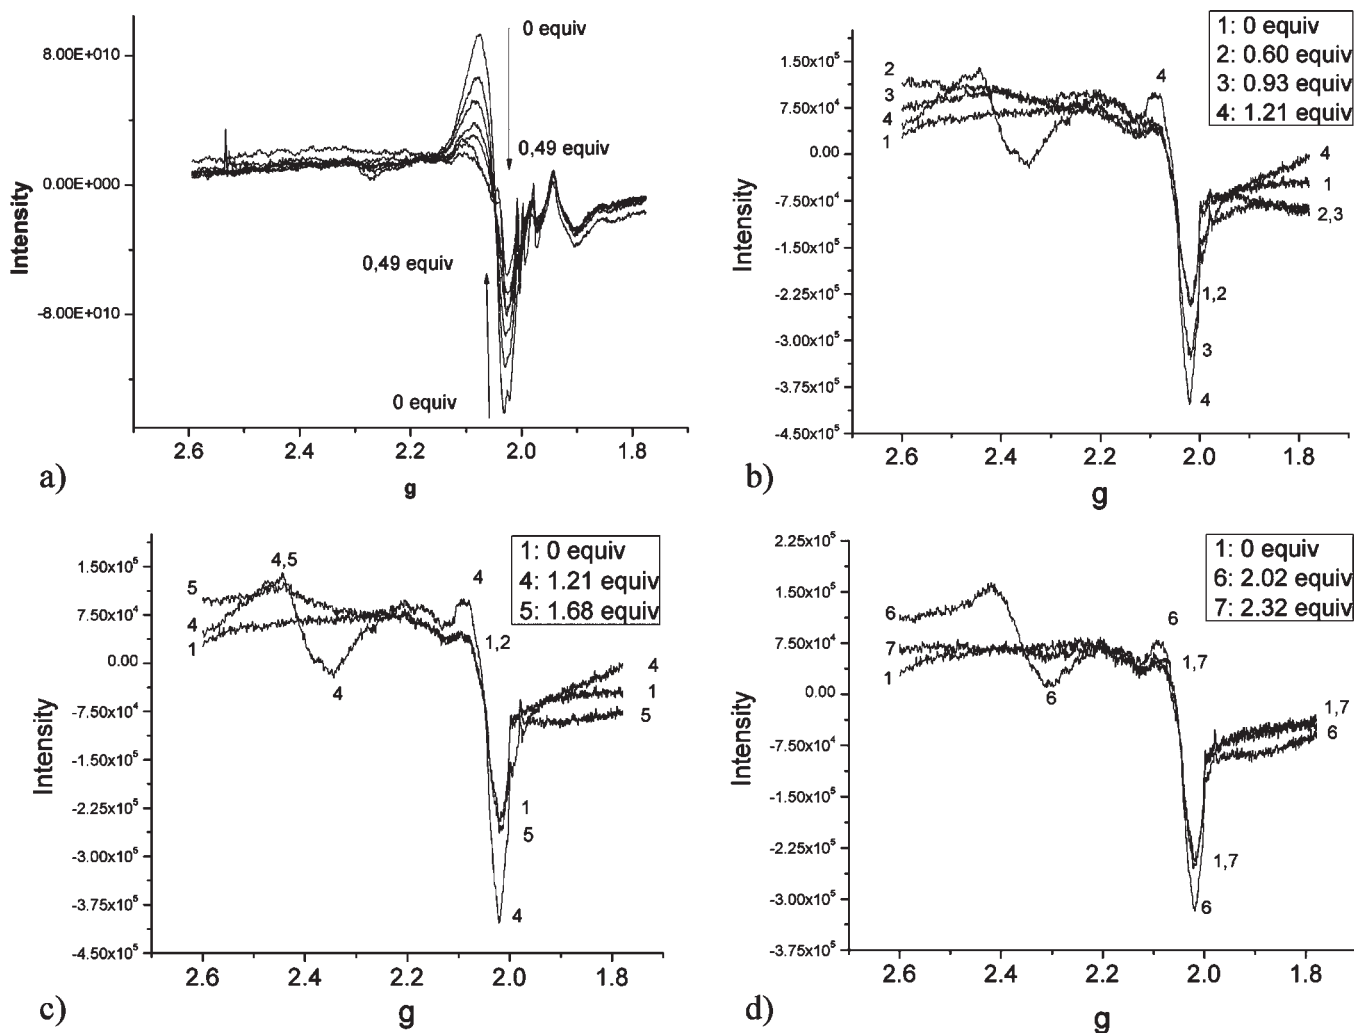 8.00E+010
0.00E+000
-8.00E+010
Intensity
0 equiv
0,49 equiv
0,49 equiv
0 equiv
2.6 2.4 2.2 2.0 1.8
g
a)
1: 0 equiv
2: 0.60 equiv
3: 0.93 equiv
4: 1.21 equiv
1.50x10⁵
7.50x10⁴
0.00
-7.50x10⁴
-1.50x10⁵
-2.25x10⁵
-3.00x10⁵
-3.75x10⁵
-4.50x10⁵
Intensity
2
3
4
1
4
4
1
2,3
1,2
3
4
2.6 2.4 2.2 2.0 1.8
g
b)
1: 0 equiv
4: 1.21 equiv
5: 1.68 equiv
1.50x10⁵
7.50x10⁴
0.00
-7.50x10⁴
-1.50x10⁵
-2.25x10⁵
-3.00x10⁵
-3.75x10⁵
-4.50x10⁵
Intensity
4,5
5
4
1
4
4
1,2
4
1
5
1
5
4
2.6 2.4 2.2 2.0 1.8
g
c)
1: 0 equiv
6: 2.02 equiv
7: 2.32 equiv
2.25x10⁵
1.50x10⁵
7.50x10⁴
0.00
-7.50x10⁴
-1.50x10⁵
-2.25x10⁵
-3.00x10⁵
-3.75x10⁵
Intensity
6
7
1
6
6
1,7
1,7
6
1,7
6
2.6 2.4 2.2 2.0 1.8
g
d)